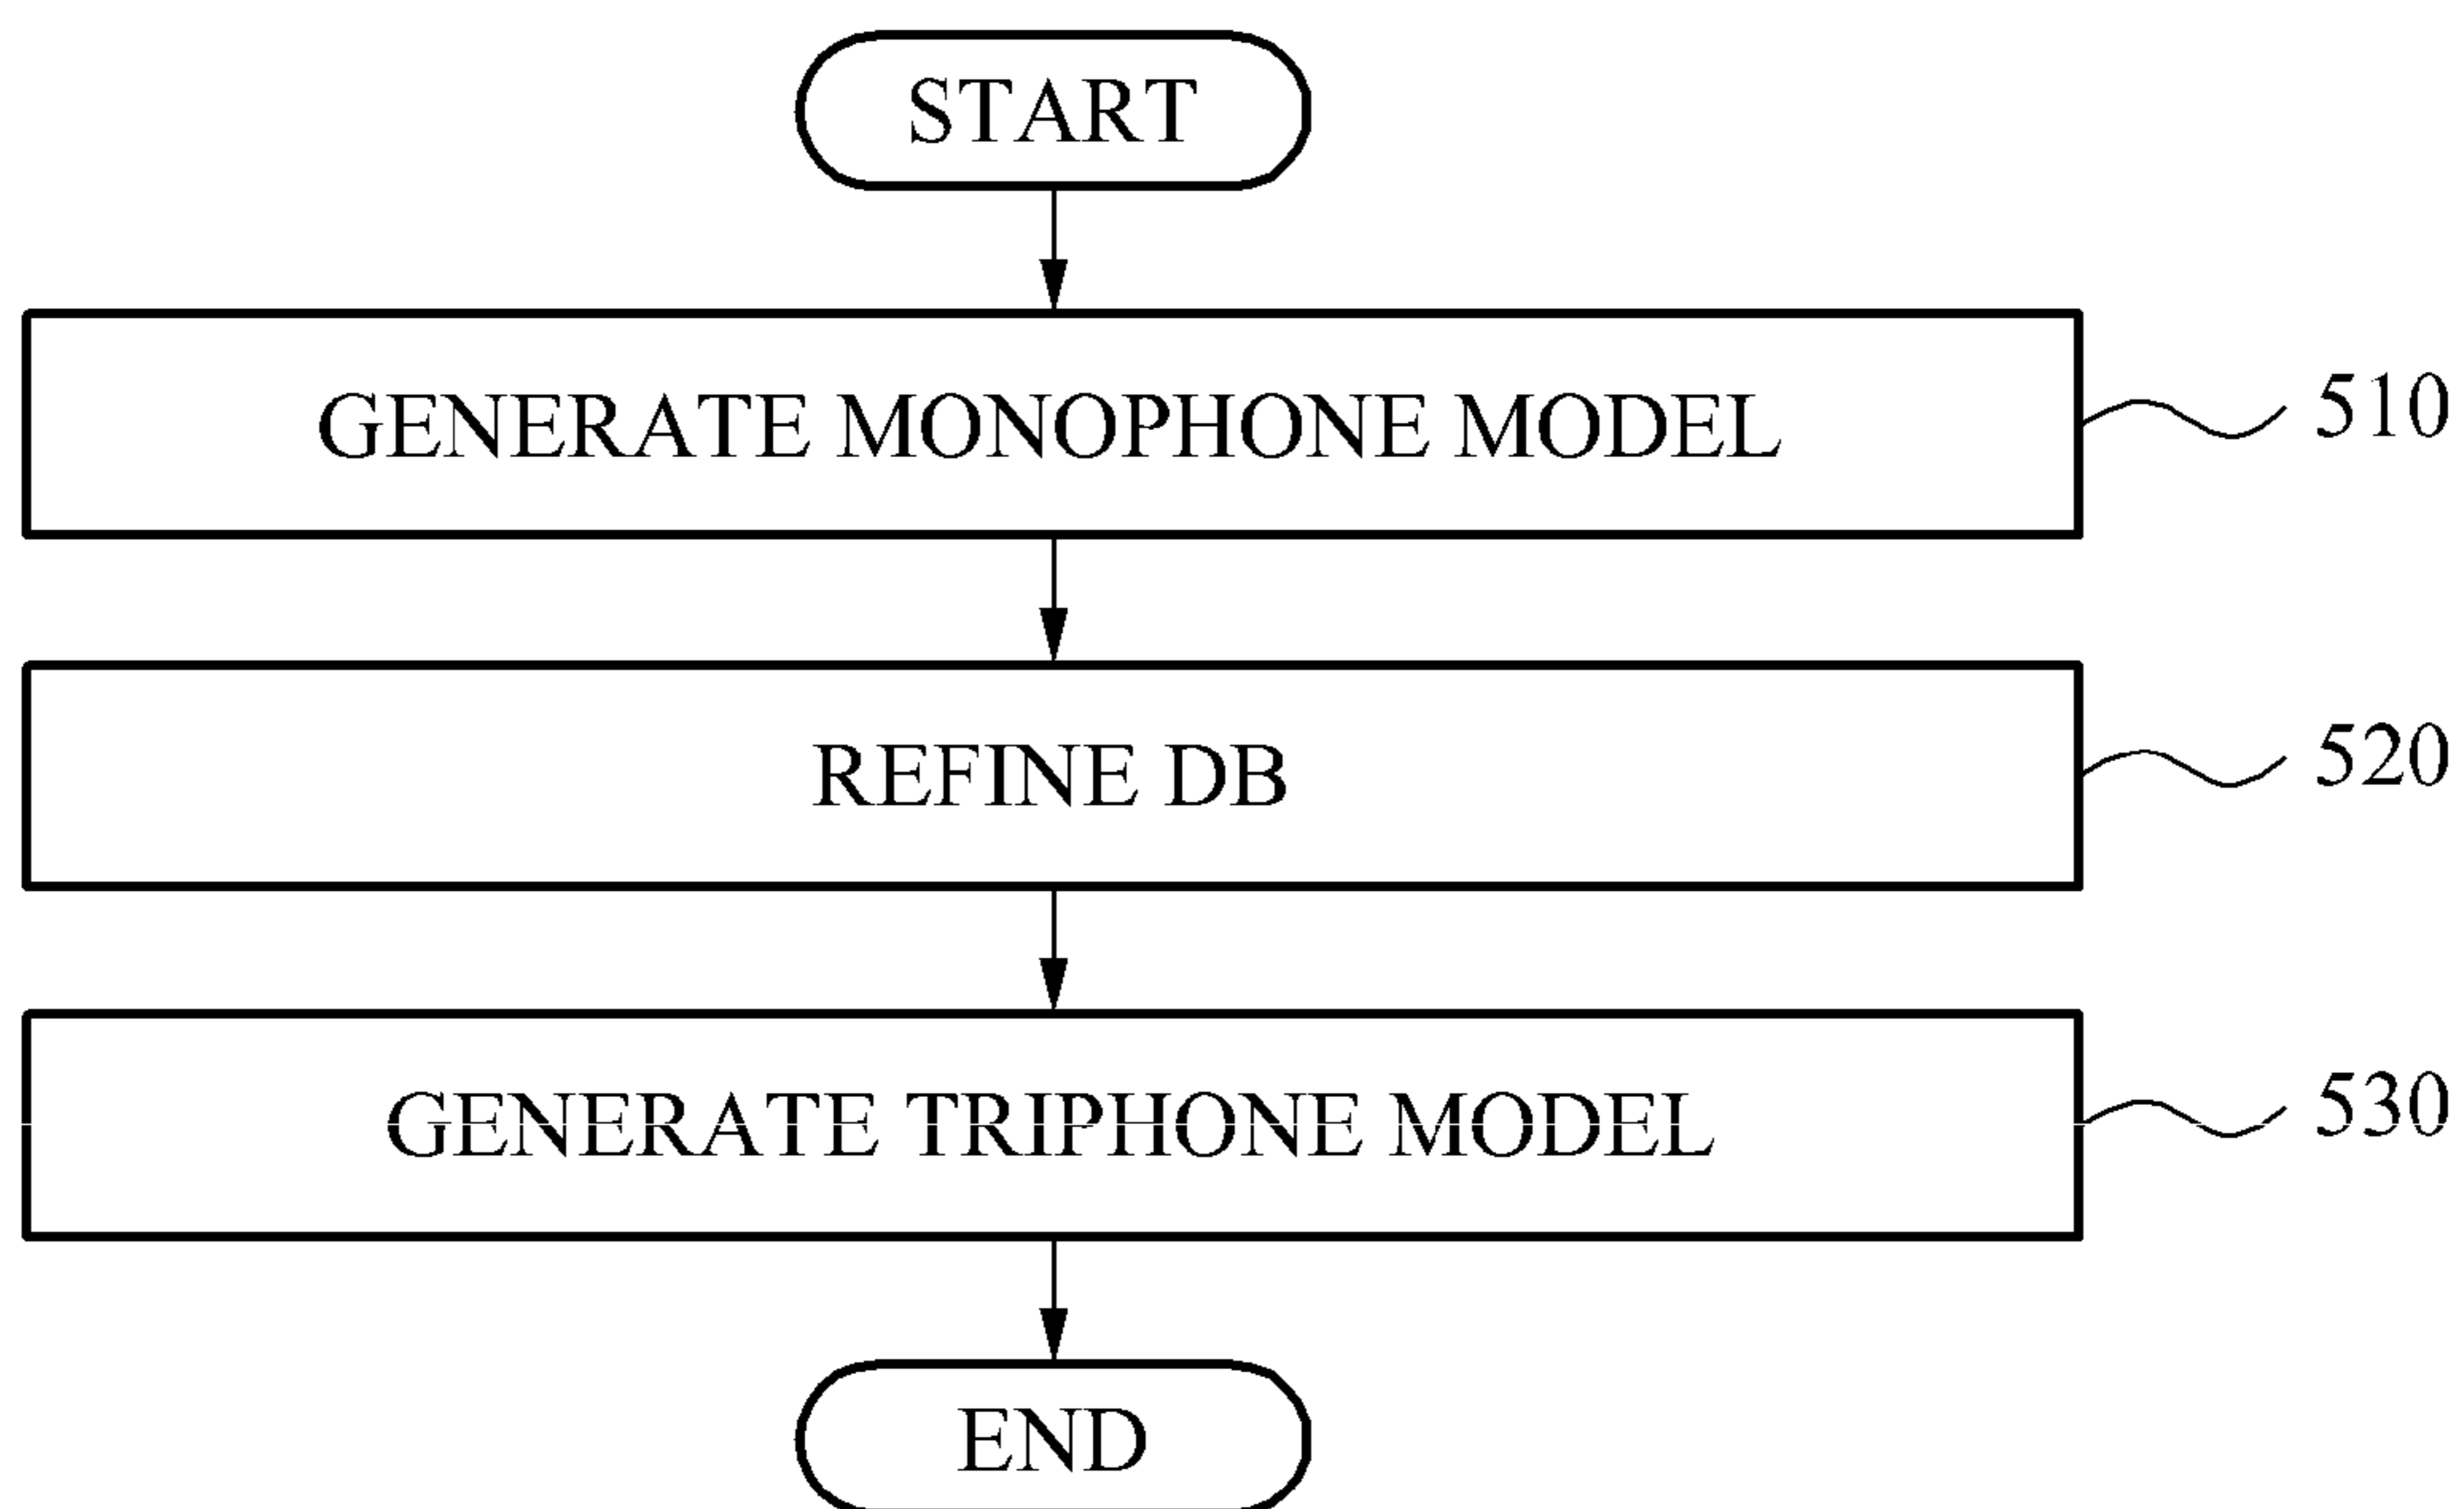 START
GENERATE MONOPHONE MODEL
510
REFINE DB
520
GENERATE TRIPHONE MODEL
530
END